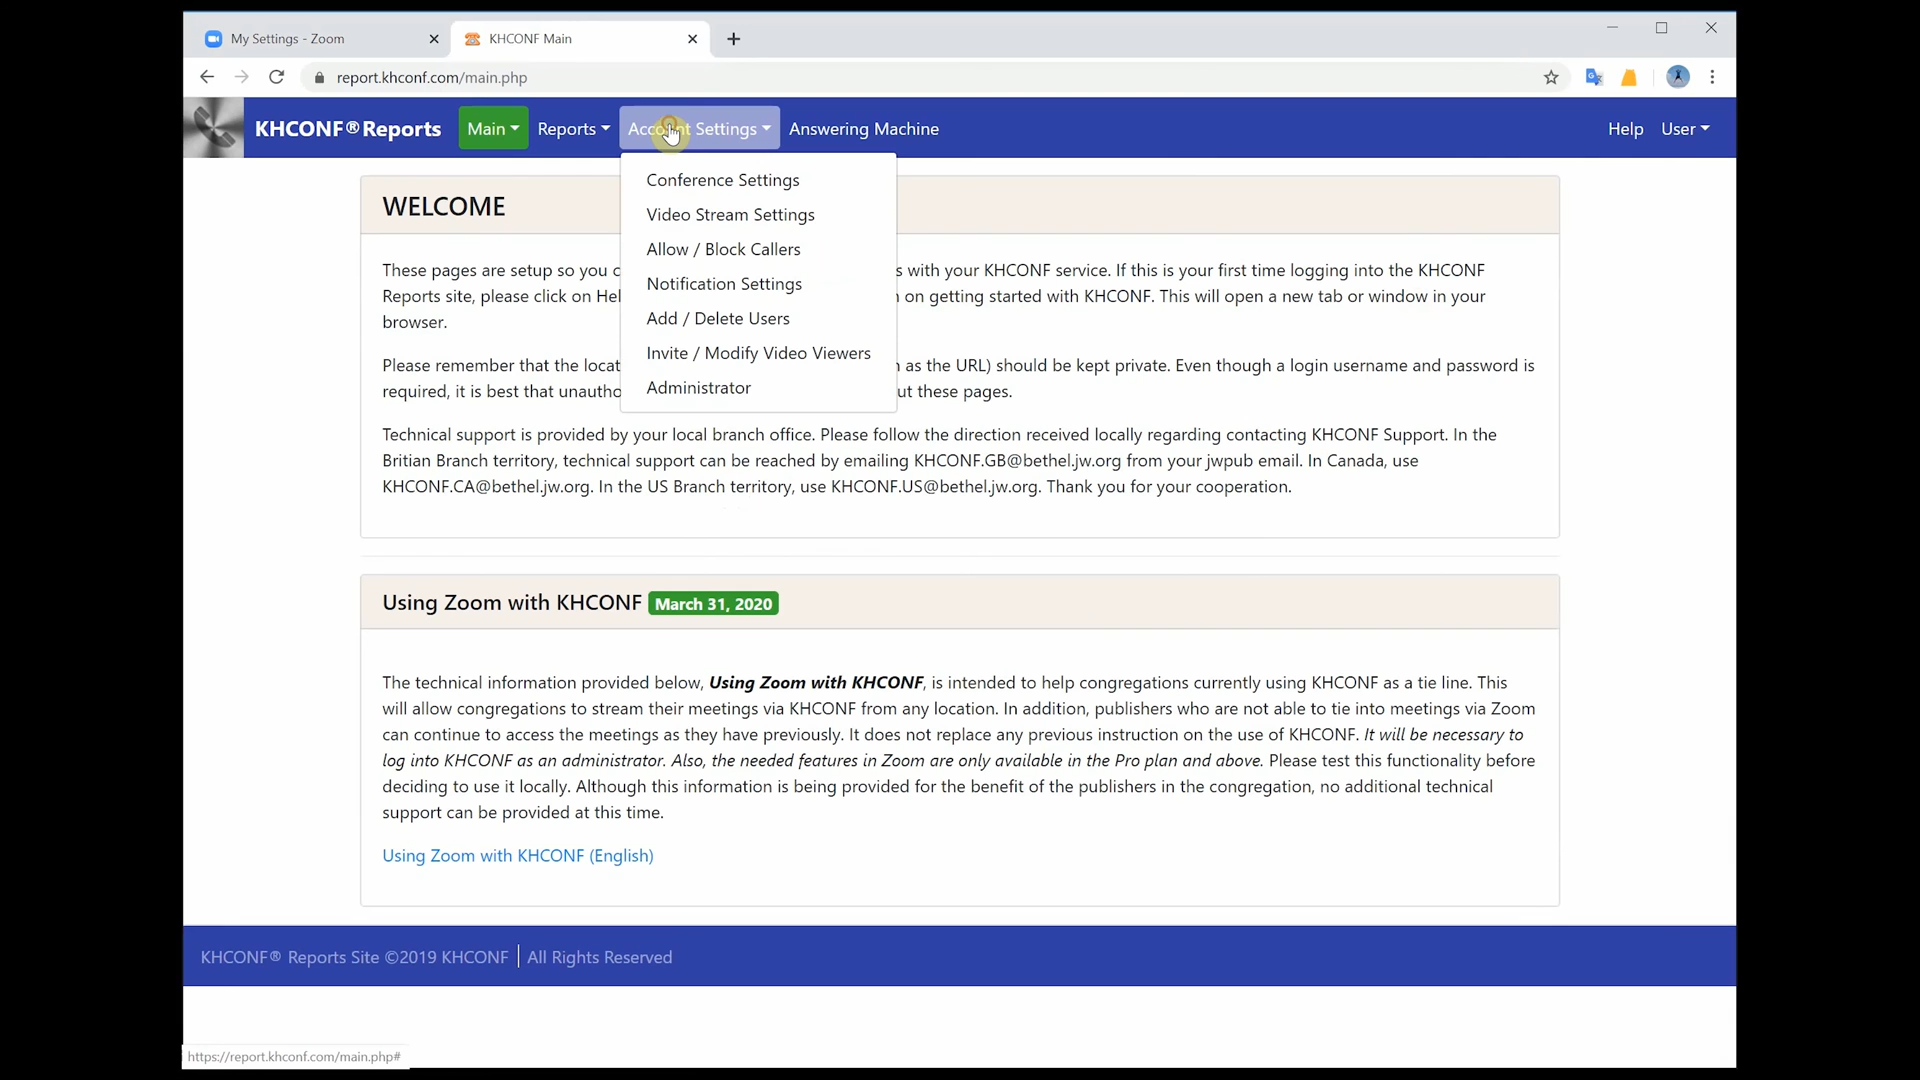 My Settings - Zoom
KHCONF Main
report.khconf.com/main.php
KHCONF®Reports
Main
Reports
Account Settings
Answering Machine
Help
User
Conference Settings
Video Stream Settings
Allow / Block Callers
Notification Settings
Add / Delete Users
Invite / Modify Video Viewers
Administrator
WELCOME
These pages are setup so you c s with your KHCONF service. If this is your first time logging into the KHCONF
Reports site, please click on Hel on getting started with KHCONF. This will open a new tab or window in your
browser.
Please remember that the locat as the URL) should be kept private. Even though a login username and password is
required, it is best that unautho ut these pages.
Technical support is provided by your local branch office. Please follow the direction received locally regarding contacting KHCONF Support. In the
Britian Branch territory, technical support can be reached by emailing KHCONF.GB@bethel.jw.org from your jwpub email. In Canada, use
KHCONF.CA@bethel.jw.org. In the US Branch territory, use KHCONF.US@bethel.jw.org. Thank you for your cooperation.
Using Zoom with KHCONF March 31, 2020
The technical information provided below, Using Zoom with KHCONF, is intended to help congregations currently using KHCONF as a tie line. This
will allow congregations to stream their meetings via KHCONF from any location. In addition, publishers who are not able to tie into meetings via Zoom
can continue to access the meetings as they have previously. It does not replace any previous instruction on the use of KHCONF. It will be necessary to
log into KHCONF as an administrator. Also, the needed features in Zoom are only available in the Pro plan and above. Please test this functionality before
deciding to use it locally. Although this information is being provided for the benefit of the publishers in the congregation, no additional technical
support can be provided at this time.
Using Zoom with KHCONF (English)
KHCONF® Reports Site ©2019 KHCONF | All Rights Reserved
https://report.khconf.com/main.php#